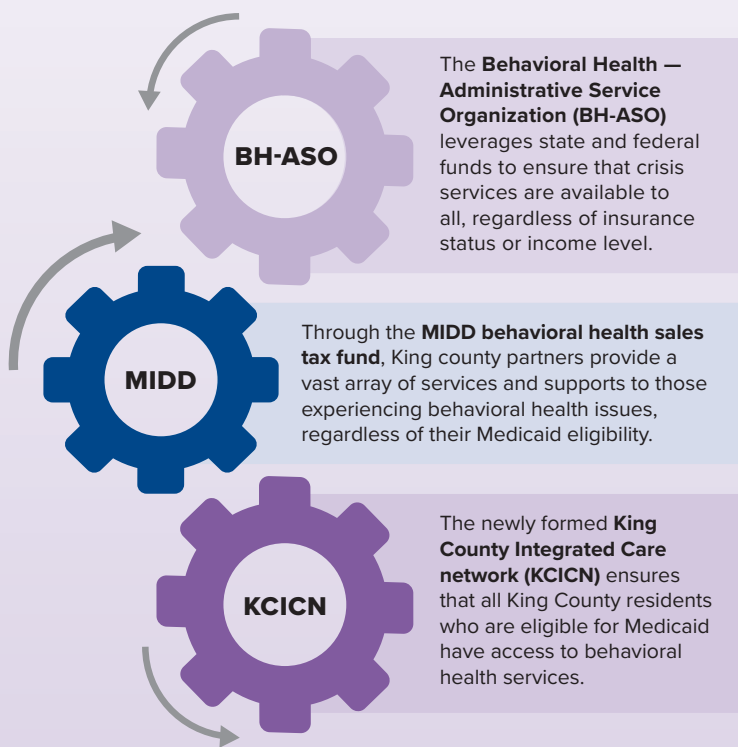 BH-ASO
The Behavioral Health —
Administrative Service
Organization (BH-ASO)
leverages state and federal
funds to ensure that crisis
services are available to
all, regardless of insurance
status or income level.
MIDD
Through the MIDD behavioral health sales
tax fund, King county partners provide a
vast array of services and supports to those
experiencing behavioral health issues,
regardless of their Medicaid eligibility.
KCICN
The newly formed King
County Integrated Care
network (KCICN) ensures
that all King County residents
who are eligible for Medicaid
have access to behavioral
health services.